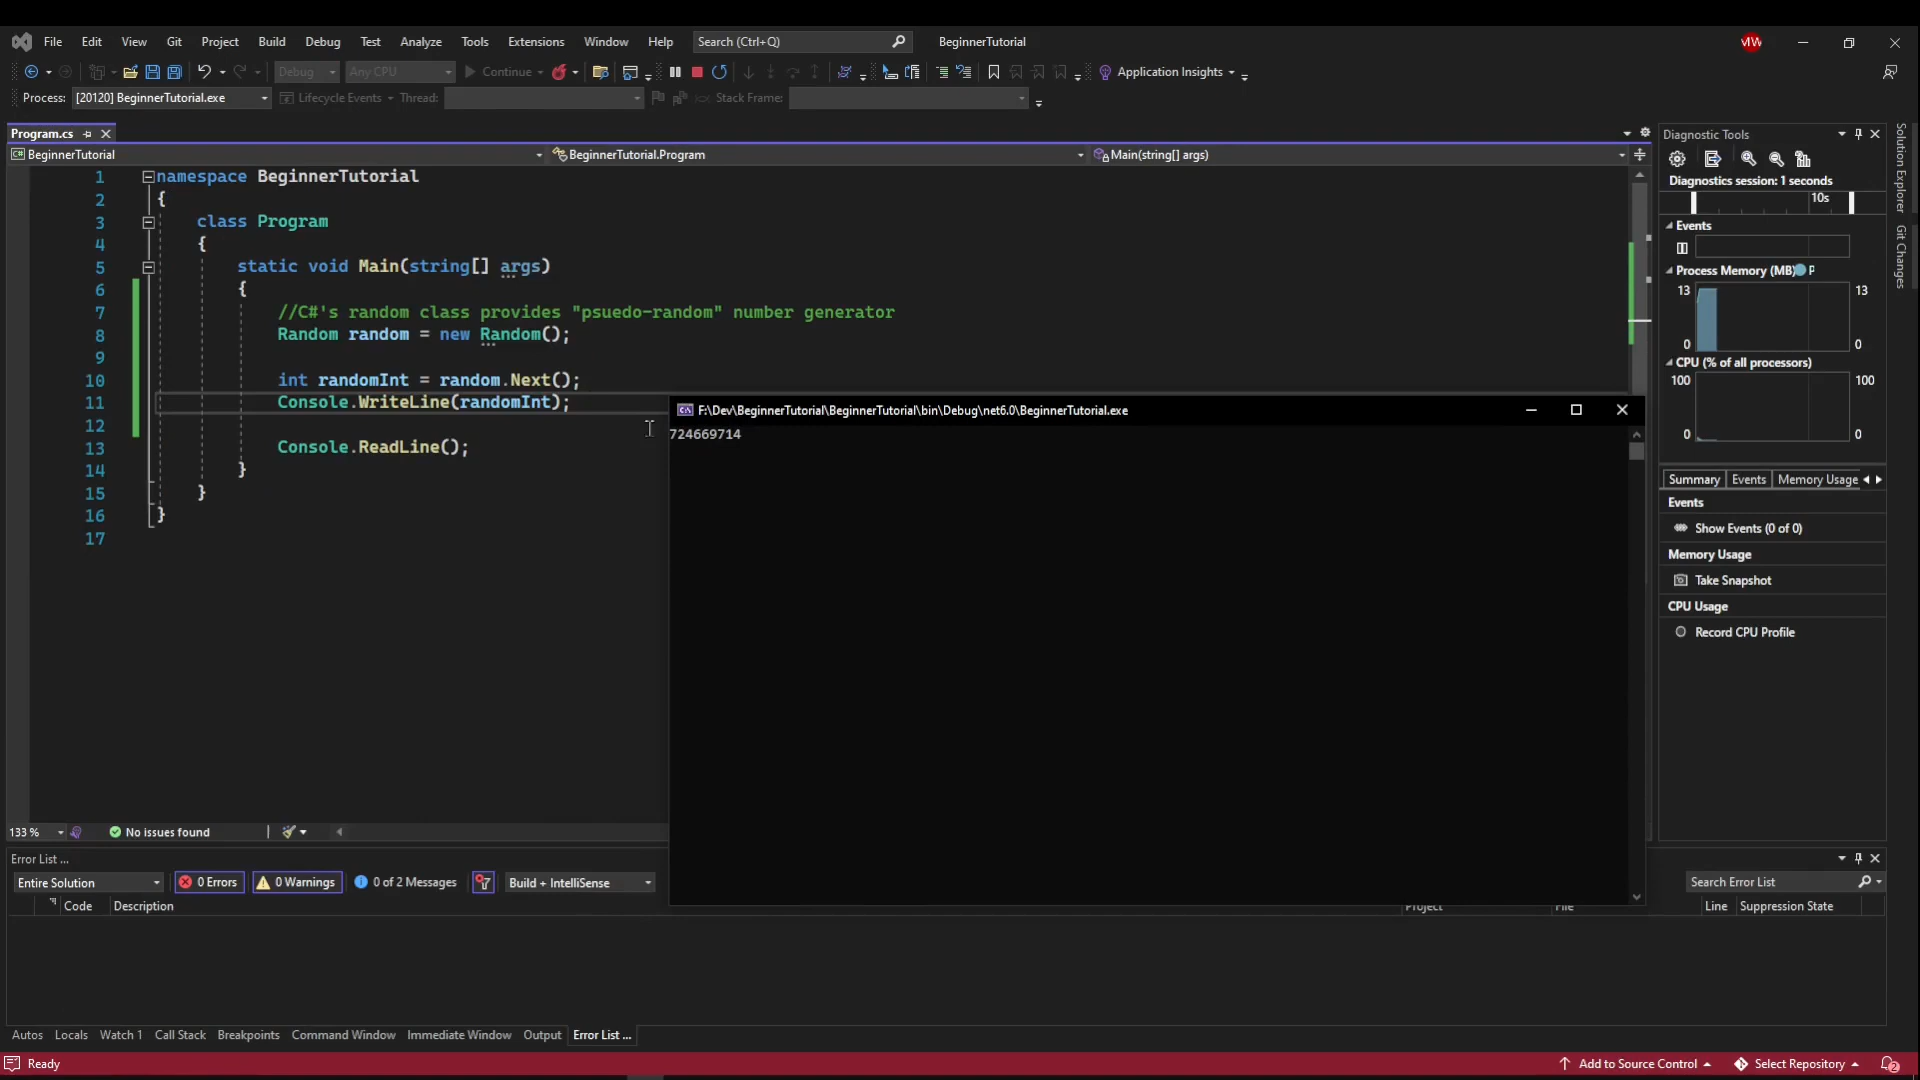 File Edit View Git Project Build Debug Test Analyze Tools Extensions Window Help Search (Ctrl+Q) BeginnerTutorial MW
Debug Any CPU Continue Application Insights
Process: [20120] BeginnerTutorial.exe Lifecycle Events Thread: Stack Frame:
Program.cs
C# BeginnerTutorial BeginnerTutorial.Program Main(string[] args)
1 namespace BeginnerTutorial
2 {
3 class Program
4 {
5 static void Main(string[] args)
6 {
7 //C#'s random class provides "psuedo-random" number generator
8 Random random = new Random();
9
10 int randomInt = random.Next();
11 Console.WriteLine(randomInt);
12
13 Console.ReadLine();
14 }
15 }
16 }
17
F:\Dev\BeginnerTutorial\BeginnerTutorial\bin\Debug\net6.0\BeginnerTutorial.exe
724669714
Diagnostic Tools
Diagnostics session: 1 seconds
10s
Events
Process Memory (MB) P
13 13
0 0
CPU (% of all processors)
100 100
0 0
Summary Events Memory Usage
Events
Show Events (0 of 0)
Memory Usage
Take Snapshot
CPU Usage
Record CPU Profile
Solution Explorer
Git Changes
133 % No issues found
Error List ...
Entire Solution 0 Errors 0 Warnings 0 of 2 Messages Build + IntelliSense Search Error List
Code Description Project File Line Suppression State
Autos Locals Watch 1 Call Stack Breakpoints Command Window Immediate Window Output Error List ...
Ready Add to Source Control Select Repository 2